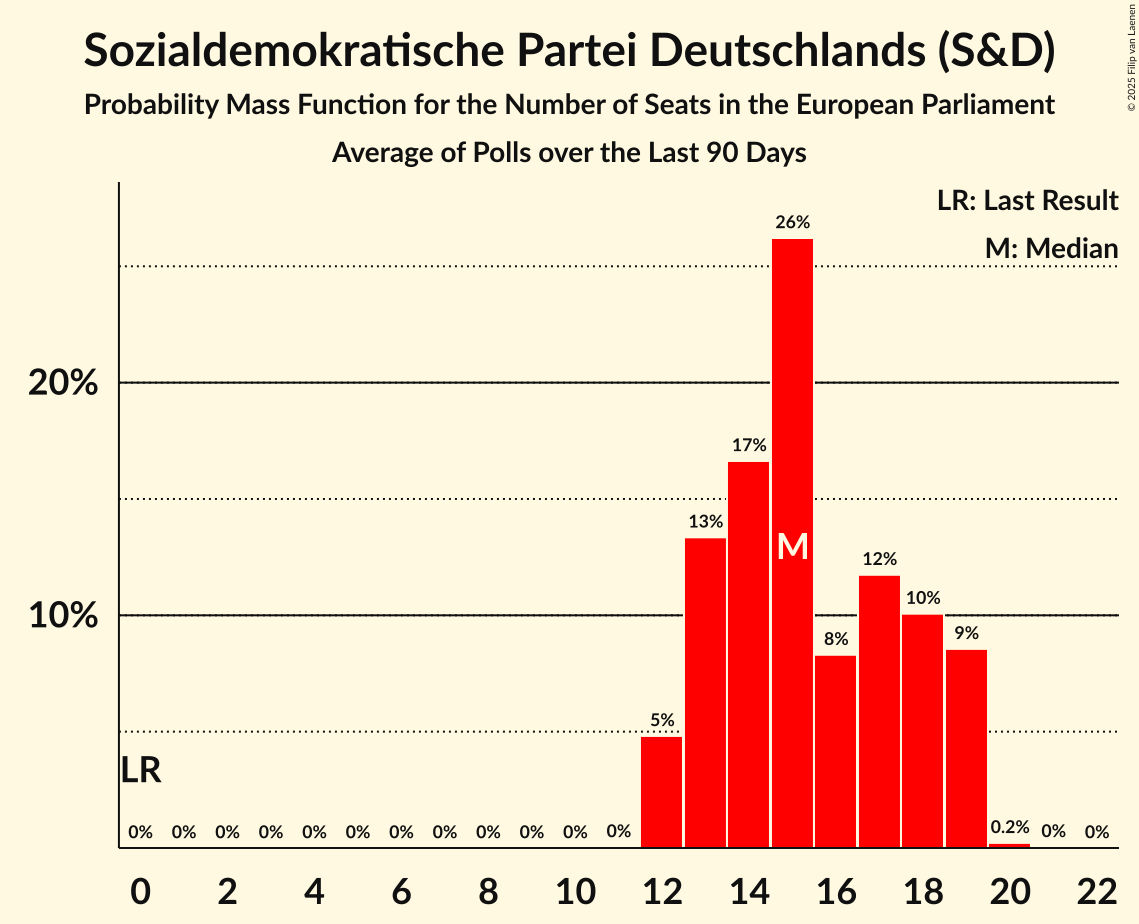 Sozialdemokratische Partei Deutschlands (S&D)
Probability Mass Function for the Number of Seats in the European Parliament
Average of Polls over the Last 90 Days
© 2025 Filip van Laenen
LR: Last Result
M: Median
26%
20%
17%
13%
M
12%
10%
10%
9%
8%
5%
LR
0% 0% 0% 0% 0% 0% 0% 0% 0% 0% 0% 0% 0.2% 0% 0%
0 2 4 6 8 10 12 14 16 18 20 22